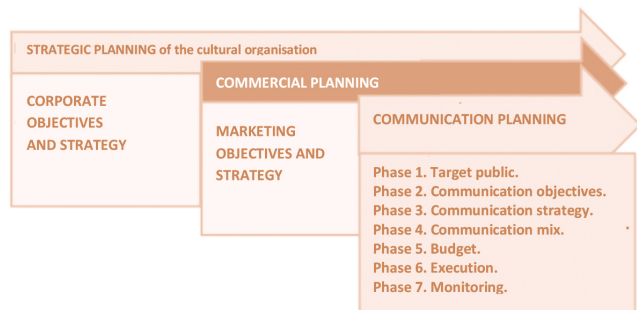 STRATEGIC PLANNING of the cultural organisation
COMMERCIAL PLANNING
CORPORATE
OBJECTIVES
AND STRATEGY
MARKETING
OBJECTIVES AND
STRATEGY
COMMUNICATION PLANNING
Phase 1. Target public.
Phase 2. Communication objectives.
Phase 3. Communication strategy.
Phase 4. Communication mix.
Phase 5. Budget.
Phase 6. Execution.
Phase 7. Monitoring.